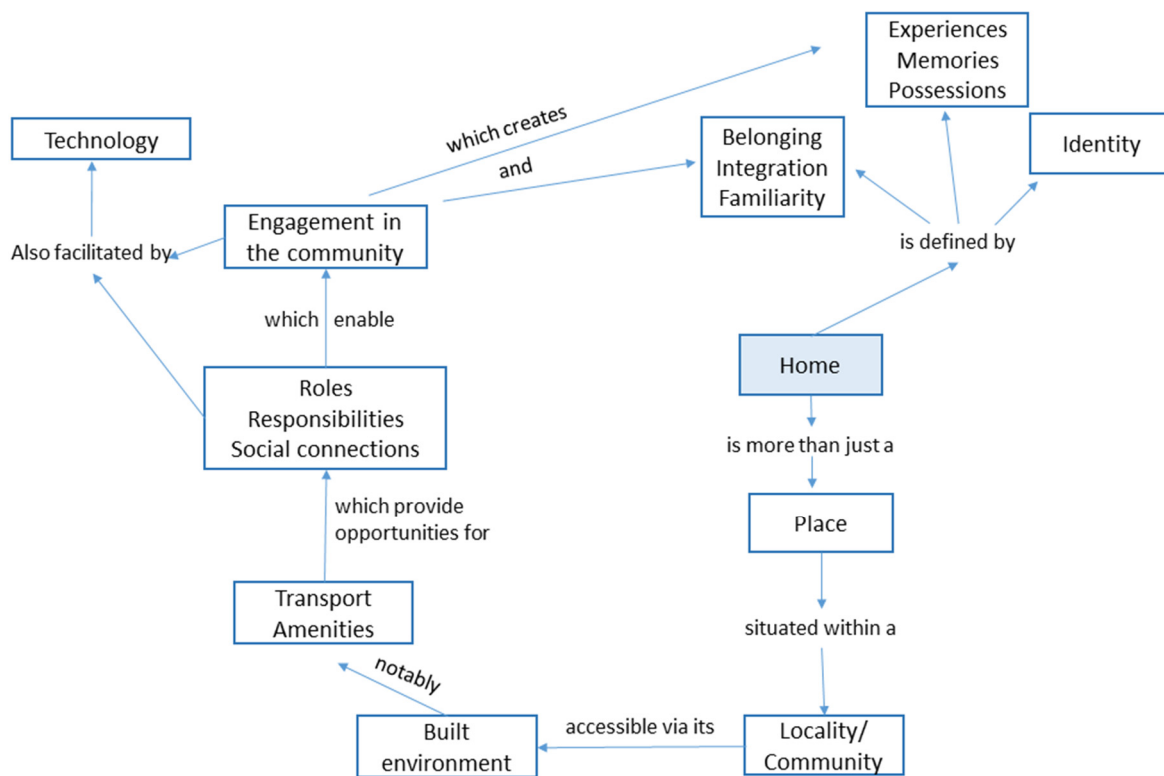 Experiences
Memories
Possessions
which creates
Technology
Belonging
Integration
Familiarity
Identity
and
Engagement in
the community
Also facilitated by
is defined by
which enable
Home
Roles
Responsibilities
Social connections
is more than just a
which provide
opportunities for
Place
Transport
Amenities
situated within a
notably
Built
environment
accessible via its
Locality/
Community